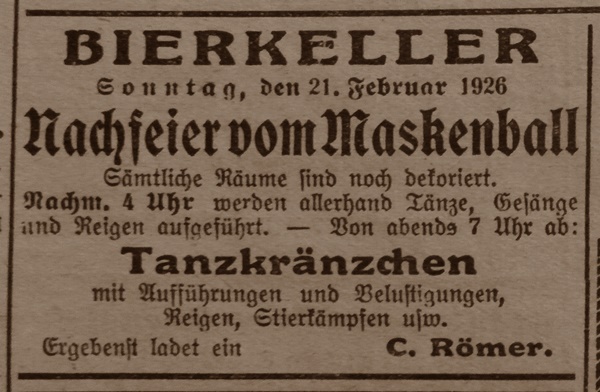 BIERKELLER
Sonntag, den 21. Februar 1926
Nachfeier vom Maskenball
Sämtliche Räume sind noch dekoriert.
Nachm. 4 Uhr werden allerhand Tänze, Gesänge
und Reigen aufgeführt. — Von abends 7 Uhr ab:
Tanzkränzchen
mit Aufführungen und Belustigungen,
Reigen, Stierkämpfen usw.
Ergebenst ladet ein C. Römer.